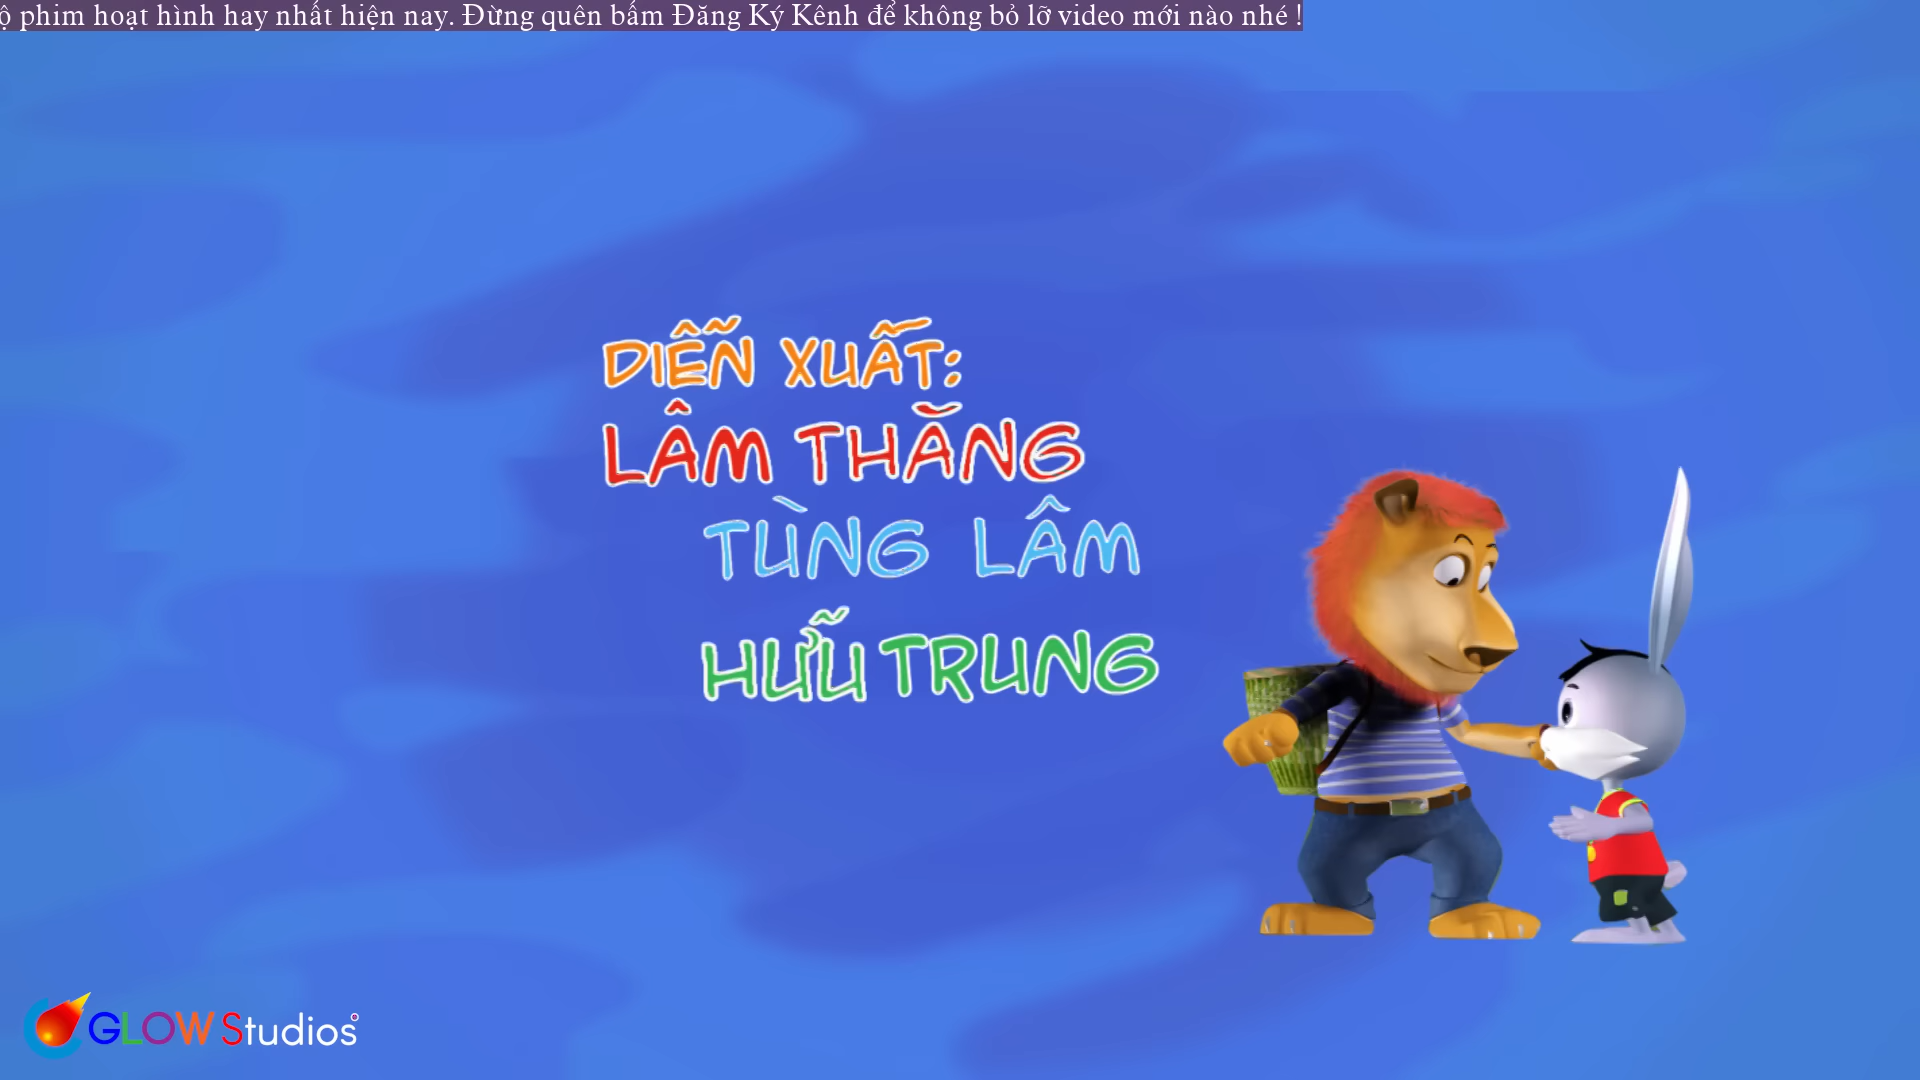 ộ phim hoạt hình hay nhất hiện nay. Đừng quên bấm Đăng Ký Kênh để không bỏ lỡ video mới nào nhé !
DIỄN XUẤT:
LÂM THĂNG
TÙNG LÂM
HƯŨ TRUNG
GLOW Studios